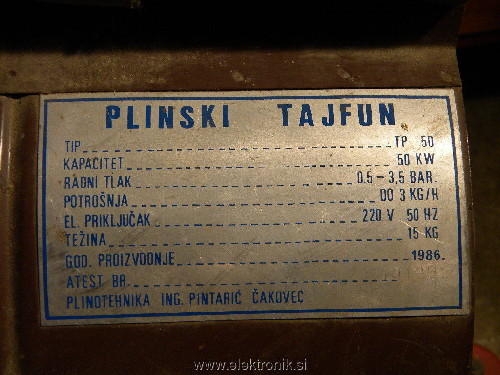 PLINSKI TAJFUN
TIP TP 50
KAPACITET 50 KW
RADNI TLAK 0.5 – 3,5 BAR.
POTROŠNJA DO 3 KG/H
EL. PRIKLJUČAK 220 V 50 HZ
TEŽINA 15 KG
GOD. PROIZVODNJE 1986.
ATEST BR.
PLINOTEHNIKA ING. PINTARIĆ ČAKOVEC
www.elektronik.si